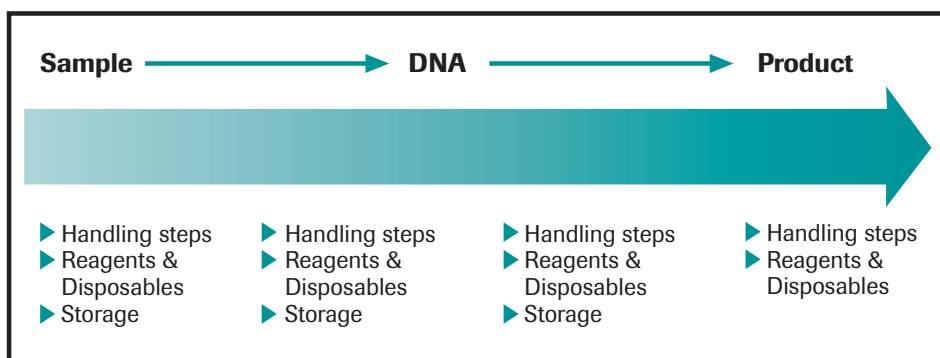 Sample DNA Product
Handling steps
Reagents &
Disposables
Storage
Handling steps
Reagents &
Disposables
Storage
Handling steps
Reagents &
Disposables
Storage
Handling steps
Reagents &
Disposables